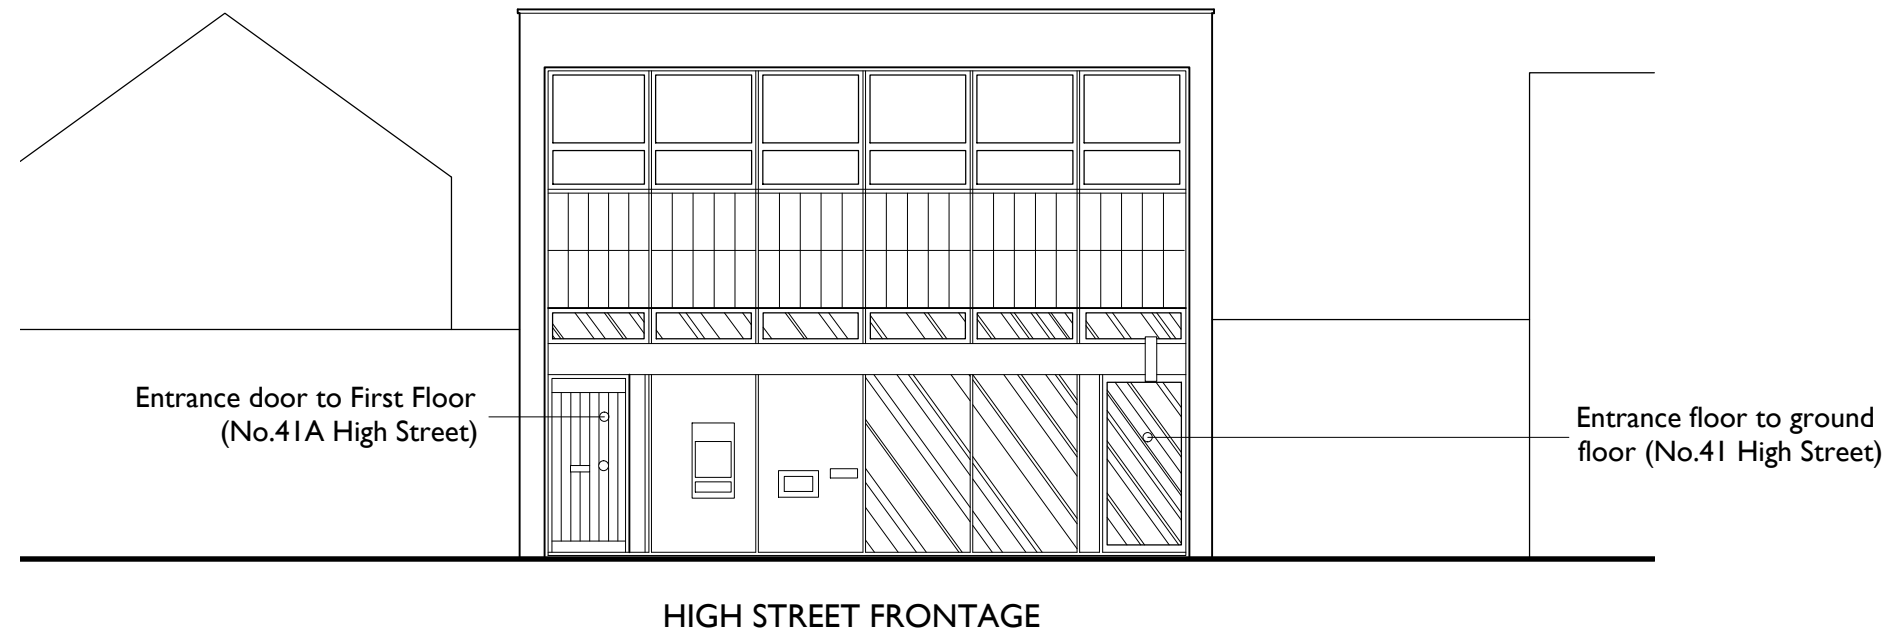 Entrance door to First Floor
(No.41A High Street)
Entrance floor to ground
floor (No.41 High Street)
HIGH STREET FRONTAGE